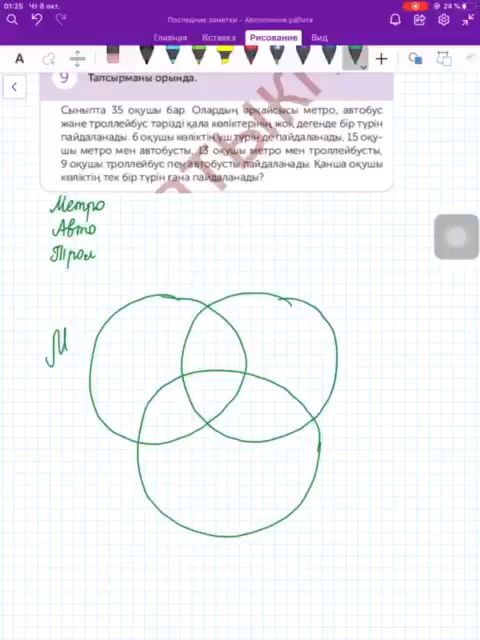 01:25 Чт 8 окт.
24 %
Последние заметки – Автономная работа
Главная Вставка Рисование Вид
A
9 Тапсырманы орында.
Сыныпта 35 оқушы бар. Олардың әрқайсысы метро, автобус
және троллейбус тәрізді қала көліктерінің жоқ дегенде бір түрін
пайдаланады. 6 оқушы көліктің үш түрін де пайдаланады, 15 оқу-
шы метро мен автобусты, 13 оқушы метро мен троллейбусты,
9 оқушы троллейбус пен автобусты пайдаланады. Қанша оқушы
көліктің тек бір түрін ғана пайдаланады?
Метро
Авто
Трол
М